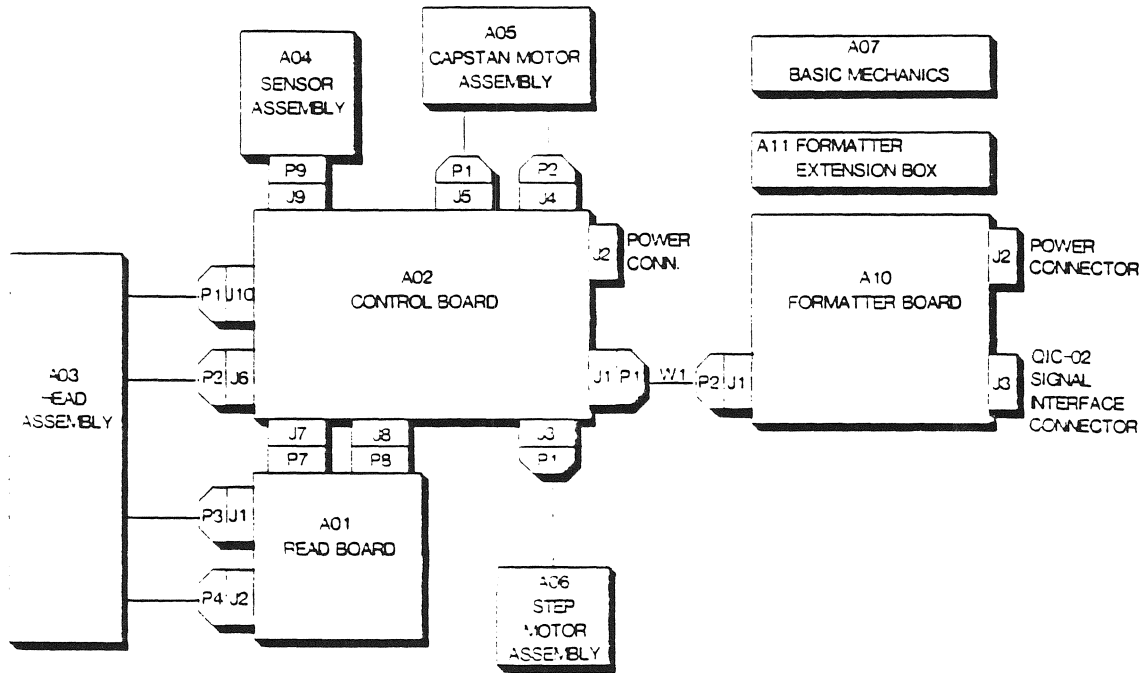 A04
SENSOR
ASSEMBLY
A05
CAPSTAN MOTOR
ASSEMBLY
A07
BASIC MECHANICS
A11 FORMATTER
EXTENSION BOX
P9
J9
P1
J5
P2
J4
J2
POWER
CONN.
A02
CONTROL BOARD
P1 J10
P2 J6
A03
HEAD
ASSEMBLY
J1 P1
W1
P2 J1
A10
FORMATTER BOARD
J2
POWER
CONNECTOR
J3
QIC-02
SIGNAL
INTERFACE
CONNECTOR
J7
P7
J8
P8
J3
P1
P3 J1
P4 J2
A01
READ BOARD
A06
STEP
MOTOR
ASSEMBLY